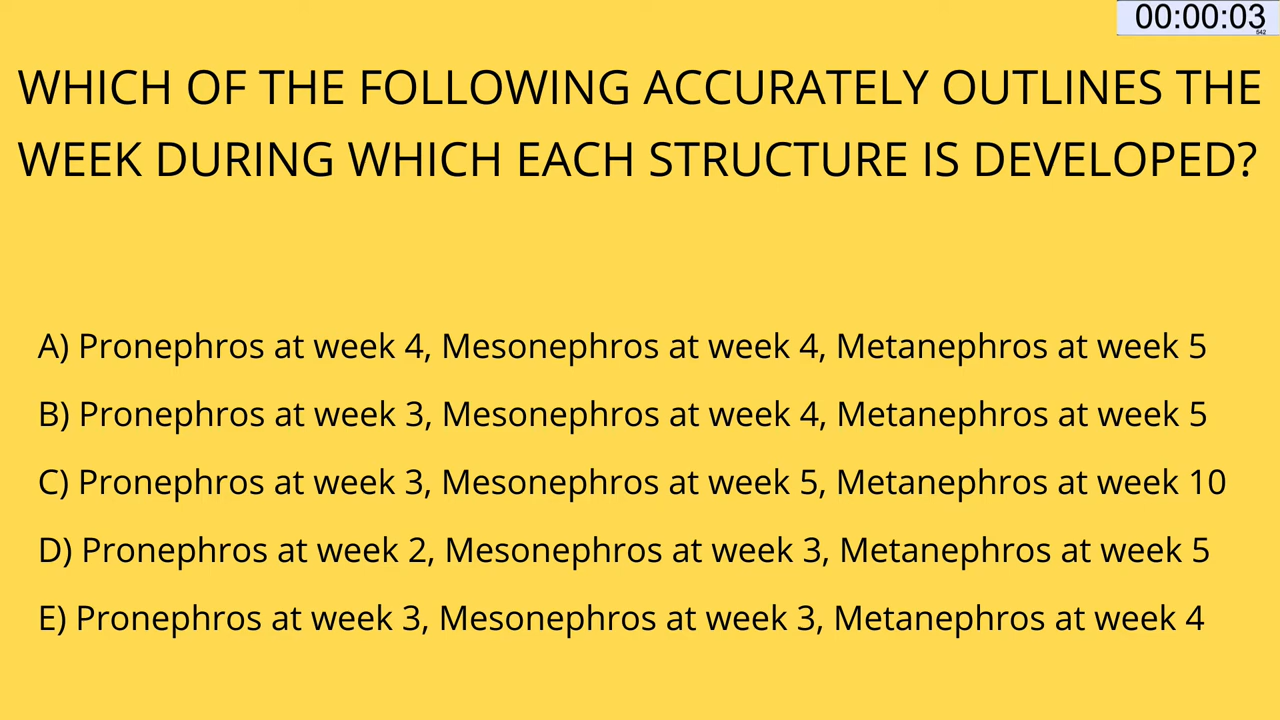 00:00:03
542
WHICH OF THE FOLLOWING ACCURATELY OUTLINES THE
WEEK DURING WHICH EACH STRUCTURE IS DEVELOPED?
A) Pronephros at week 4, Mesonephros at week 4, Metanephros at week 5
B) Pronephros at week 3, Mesonephros at week 4, Metanephros at week 5
C) Pronephros at week 3, Mesonephros at week 5, Metanephros at week 10
D) Pronephros at week 2, Mesonephros at week 3, Metanephros at week 5
E) Pronephros at week 3, Mesonephros at week 3, Metanephros at week 4